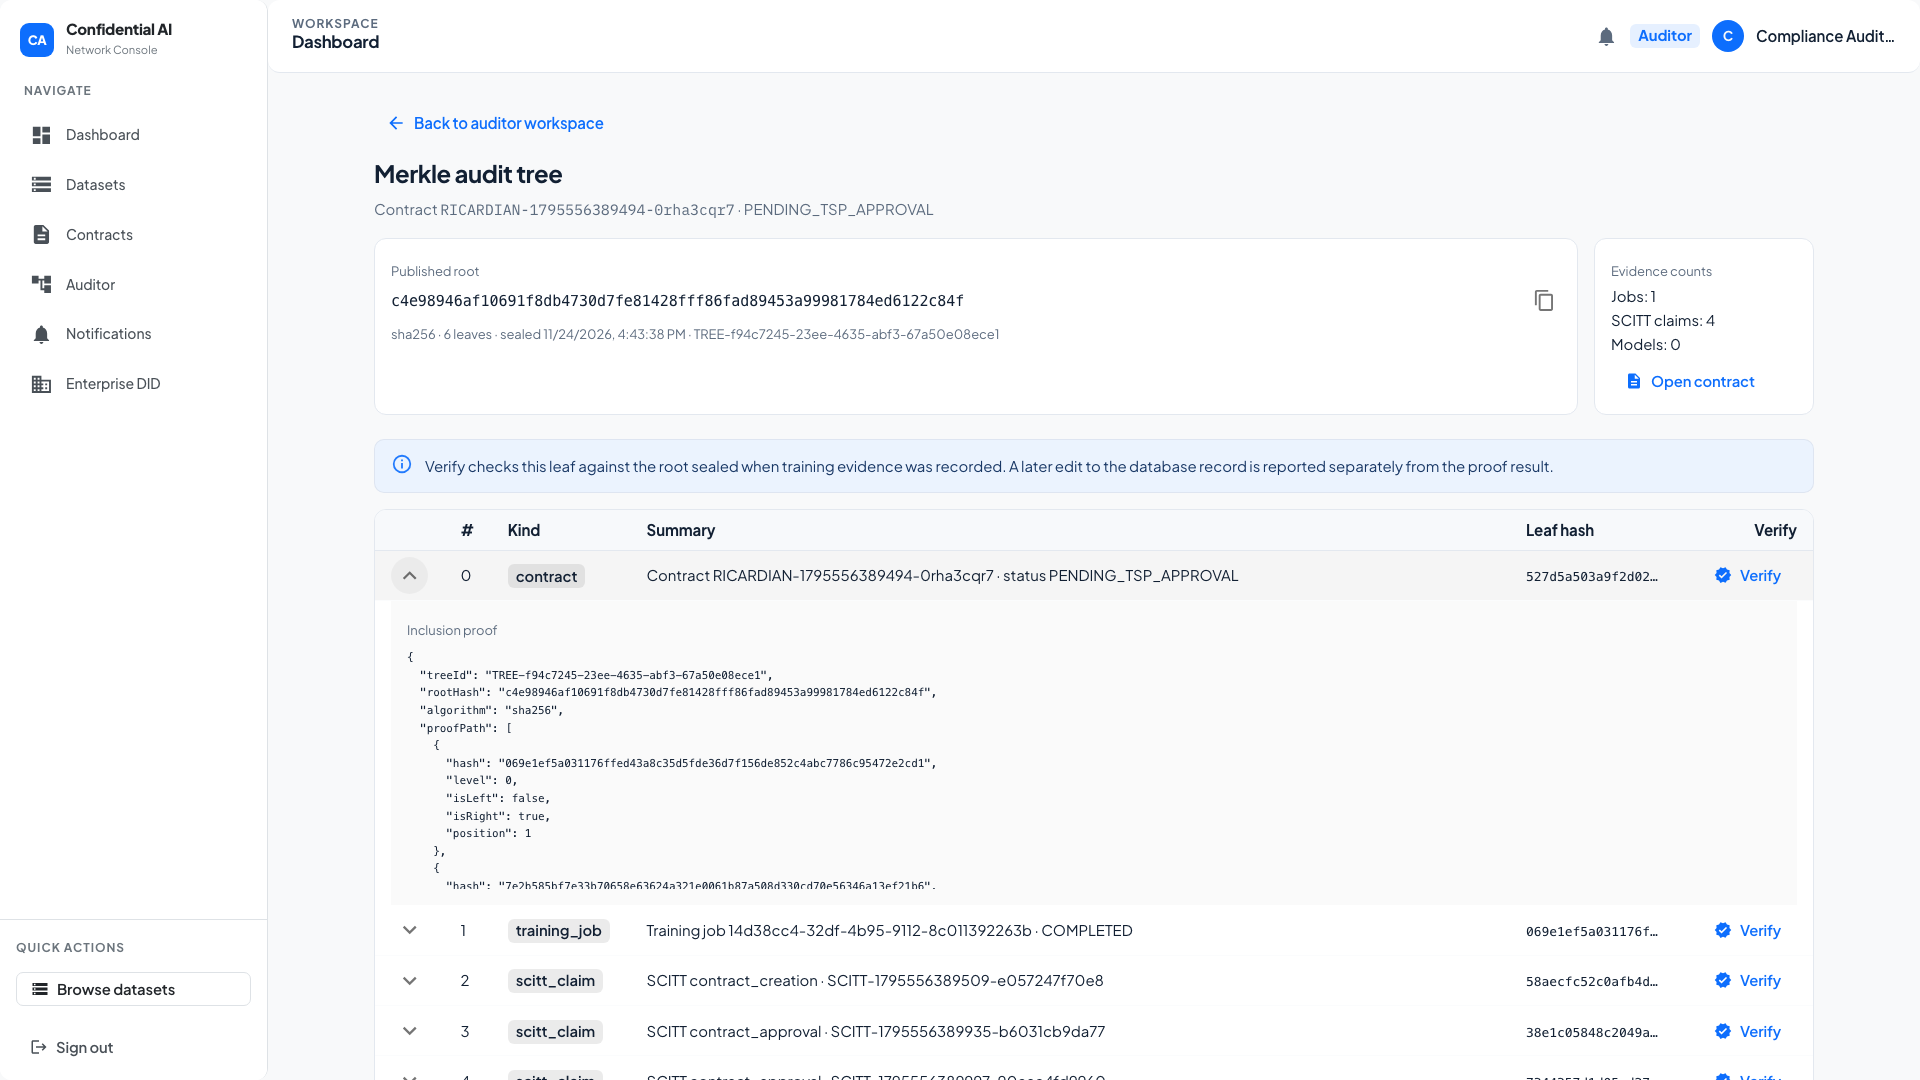 CA
Confidential AI
Network Console
NAVIGATE
Dashboard
Datasets
Contracts
Auditor
Notifications
Enterprise DID
QUICK ACTIONS
Browse datasets
Sign out
WORKSPACE
Dashboard
Auditor
C
Compliance Audit...
Back to auditor workspace
Merkle audit tree
Contract RICARDIAN-1795556389494-0rha3cqr7 · PENDING_TSP_APPROVAL
Published root
c4e98946af10691f8db4730d7fe81428fff86fad89453a99981784ed6122c84f
sha256 · 6 leaves · sealed 11/24/2026, 4:43:38 PM · TREE-f94c7245-23ee-4635-abf3-67a50e08ece1
Evidence counts
Jobs: 1
SCITT claims: 4
Models: 0
Open contract
Verify checks this leaf against the root sealed when training evidence was recorded. A later edit to the database record is reported separately from the proof result.
# Kind Summary Leaf hash Verify
0 contract Contract RICARDIAN-1795556389494-0rha3cqr7 · status PENDING_TSP_APPROVAL 527d5a503a9f2d02… Verify
Inclusion proof
{
"treeId": "TREE-f94c7245-23ee-4635-abf3-67a50e08ece1",
"rootHash": "c4e98946af10691f8db4730d7fe81428fff86fad89453a99981784ed6122c84f",
"algorithm": "sha256",
"proofPath": [
{
"hash": "069e1ef5a031176ffed43a8c35d5fde36d7f156de852c4abc7786c95472e2cd1",
"level": 0,
"isLeft": false,
"isRight": true,
"position": 1
},
{
"hash": "7e2b585bf7e33b70658e63624a321e0061b87a508d330cd70e56346a13ef21b6",
1 training_job Training job 14d38cc4-32df-4b95-9112-8c011392263b · COMPLETED 069e1ef5a031176f… Verify
2 scitt_claim SCITT contract_creation · SCITT-1795556389509-e057247f70e8 58aecfc52c0afb4d… Verify
3 scitt_claim SCITT contract_approval · SCITT-1795556389935-b6031cb9da77 38e1c05848c2049a… Verify
4 scitt_claim SCITT contract_approval Verify